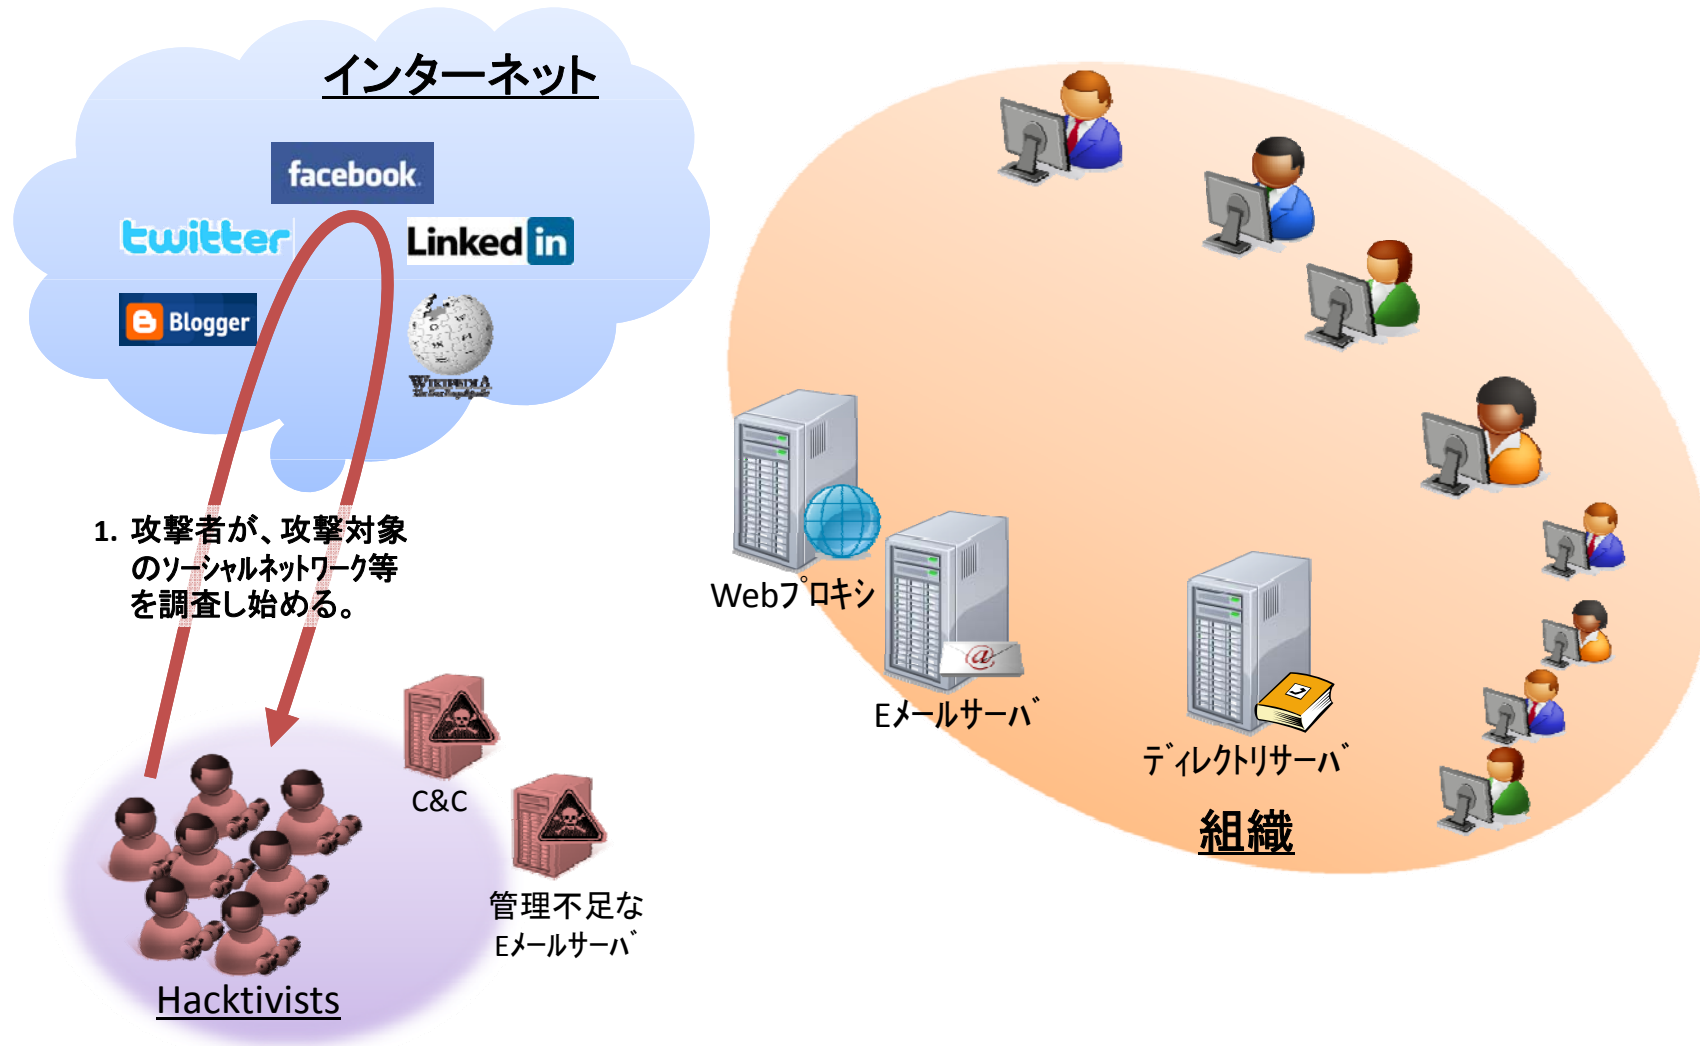 インターネット
facebook
twitter
Linked in
Blogger
WIKIPEDIA
The Free Encyclopedia
1. 攻撃者が、攻撃対象
のソーシャルネットワーク等
を調査し始める。
Webプロキシ
@
Eメールサーバ
ディレクトリサーバ
組織
C&C
管理不足な
Eメールサーバ
Hacktivists